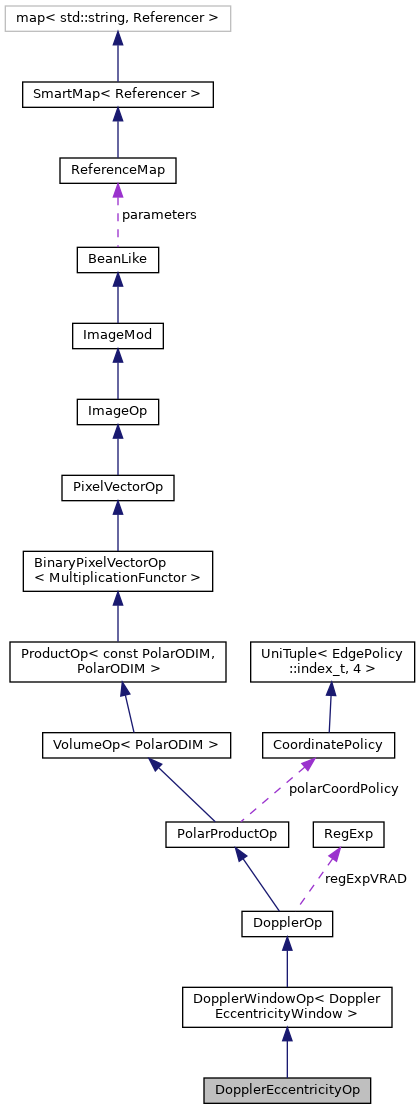 map< std::string, Referencer >
SmartMap< Referencer >
ReferenceMap
parameters
BeanLike
ImageMod
ImageOp
PixelVectorOp
BinaryPixelVectorOp
< MultiplicationFunctor >
ProductOp< const PolarODIM,
PolarODIM >
UniTuple< EdgePolicy
::index_t, 4 >
VolumeOp< PolarODIM >
CoordinatePolicy
polarCoordPolicy
PolarProductOp
RegExp
regExpVRAD
DopplerOp
DopplerWindowOp< Doppler
EccentricityWindow >
DopplerEccentricityOp